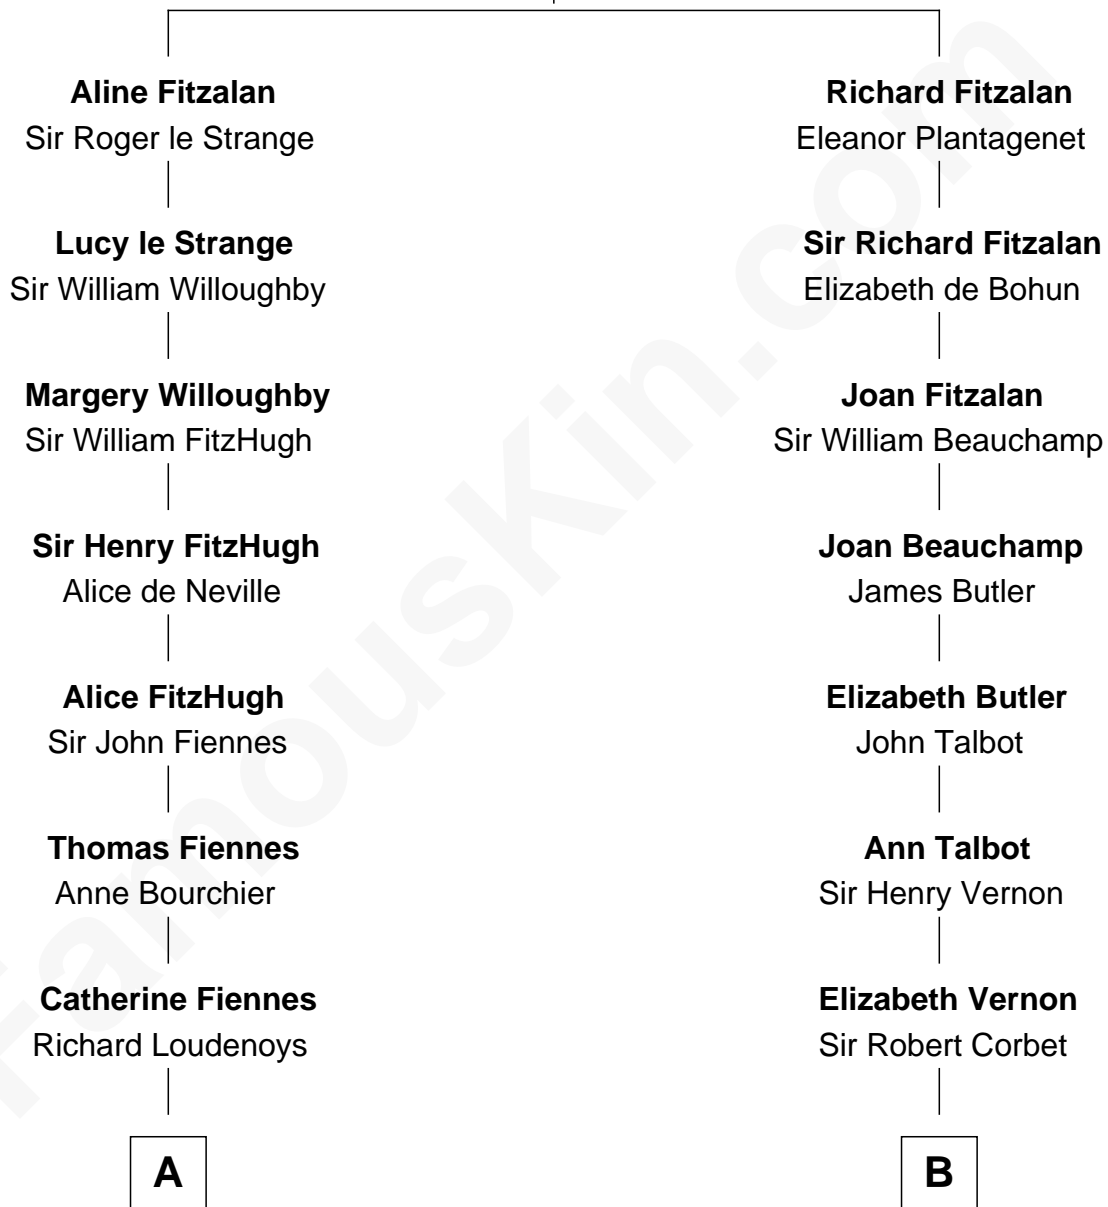 Aline Fitzalan
Sir Roger le Strange
Lucy le Strange
Sir William Willoughby
Margery Willoughby
Sir William FitzHugh
Sir Henry FitzHugh
Alice de Neville
Alice FitzHugh
Sir John Fiennes
Thomas Fiennes
Anne Bourchier
Catherine Fiennes
Richard Loudenoys
A
Richard Fitzalan
Eleanor Plantagenet
Sir Richard Fitzalan
Elizabeth de Bohun
Joan Fitzalan
Sir William Beauchamp
Joan Beauchamp
James Butler
Elizabeth Butler
John Talbot
Ann Talbot
Sir Henry Vernon
Elizabeth Vernon
Sir Robert Corbet
B
FamousKin.com